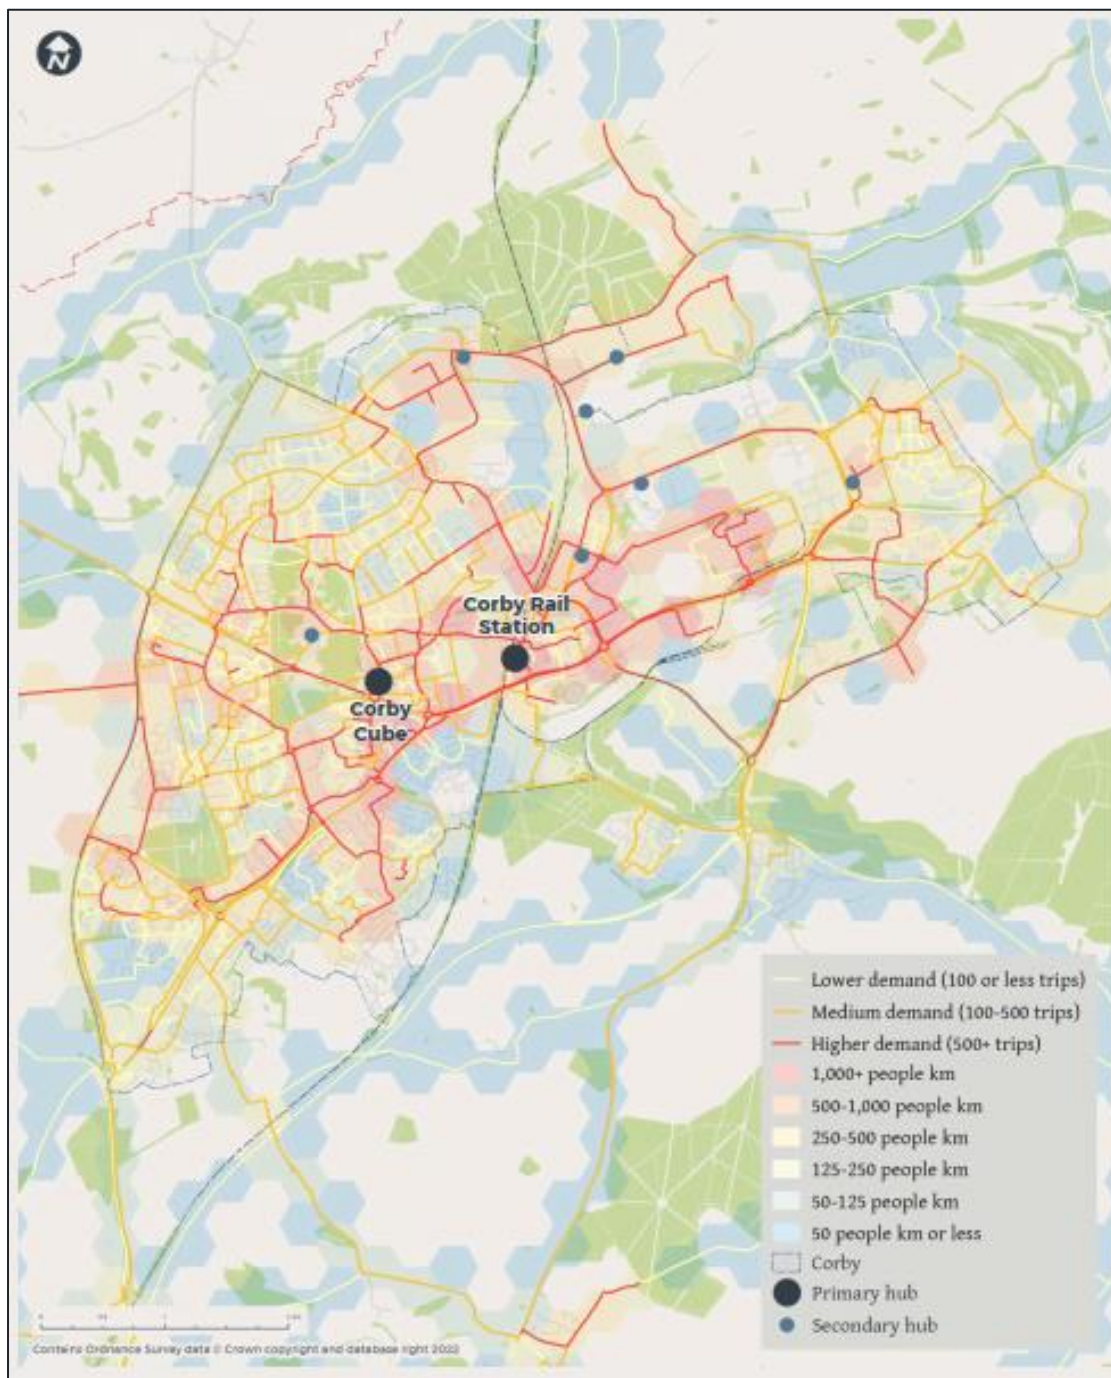 N
Corby Rail
Station
Corby
Cube
Lower demand (100 or less trips)
Medium demand (100-500 trips)
Higher demand (500+ trips)
1,000+ people km
500-1,000 people km
250-500 people km
125-250 people km
50-125 people km
50 people km or less
Corby
Primary hub
Secondary hub
Contains Ordnance Survey data © Crown copyright and database right 2022